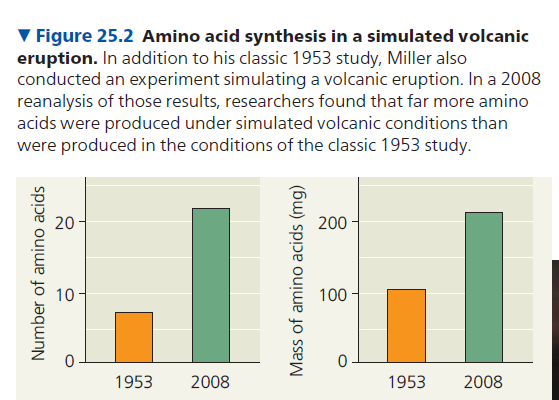 ▼ Figure 25.2 Amino acid synthesis in a simulated volcanic
eruption. In addition to his classic 1953 study, Miller also
conducted an experiment simulating a volcanic eruption. In a 2008
reanalysis of those results, researchers found that far more amino
acids were produced under simulated volcanic conditions than
were produced in the conditions of the classic 1953 study.
Number of amino acids
20
10
0
1953 2008
Mass of amino acids (mg)
200
100
0
1953 2008